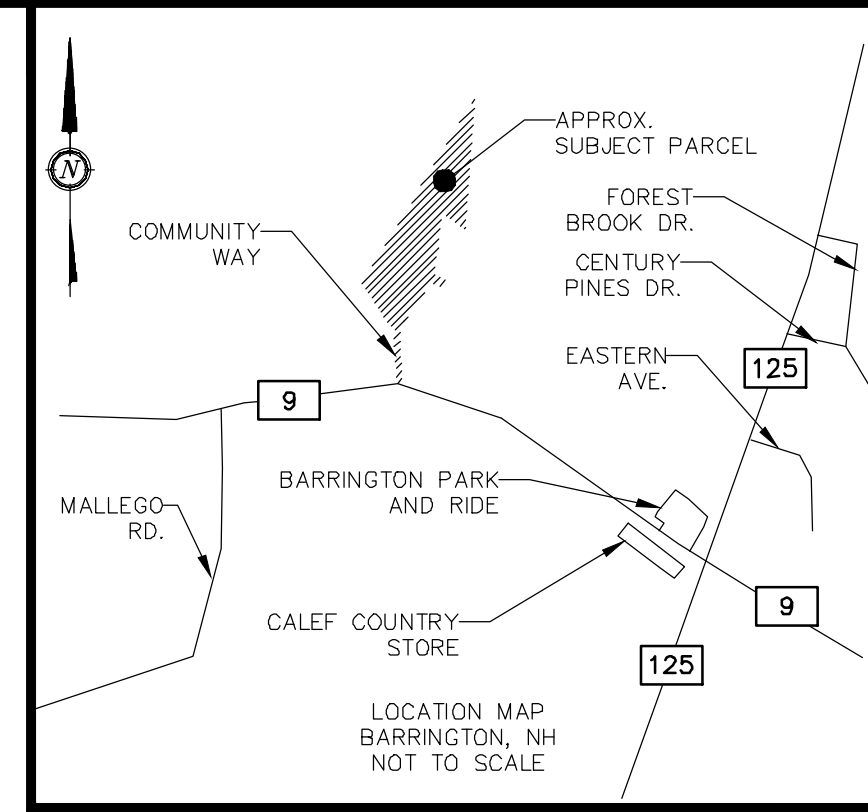 APPROX.
SUBJECT PARCEL
N
FOREST
BROOK DR.
COMMUNITY
WAY
CENTURY
PINES DR.
EASTERN
AVE.
125
9
BARRINGTON PARK
AND RIDE
MALLEGO
RD.
9
CALEF COUNTRY
STORE
125
LOCATION MAP
BARRINGTON, NH
NOT TO SCALE